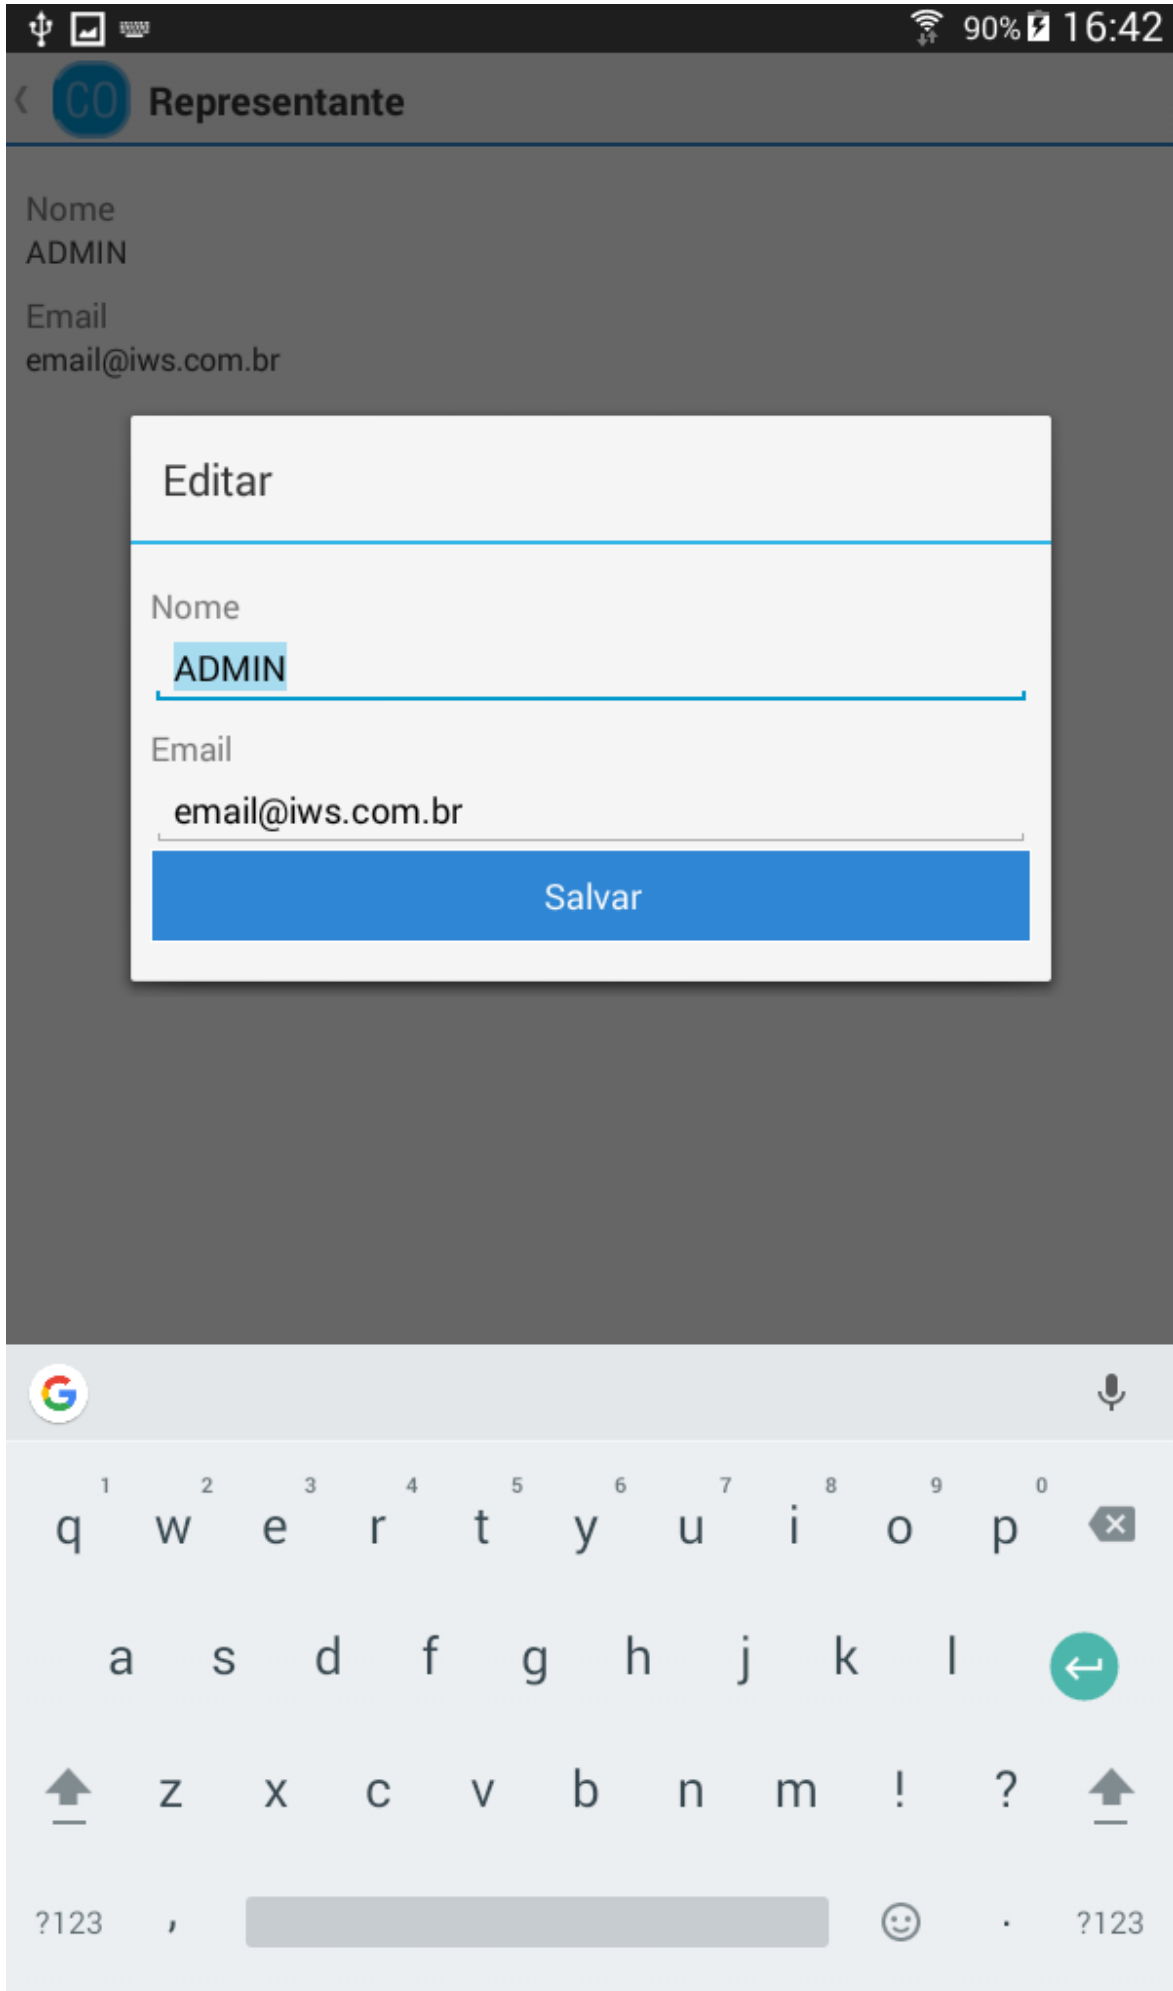 90% 16:42
CO Representante
Nome
ADMIN
Email
email@iws.com.br
Editar
Nome
ADMIN
Email
email@iws.com.br
Salvar
G
1 2 3 4 5 6 7 8 9 0
q w e r t y u i o p
a s d f g h j k l
z x c v b n m ! ?
?123 , . ?123